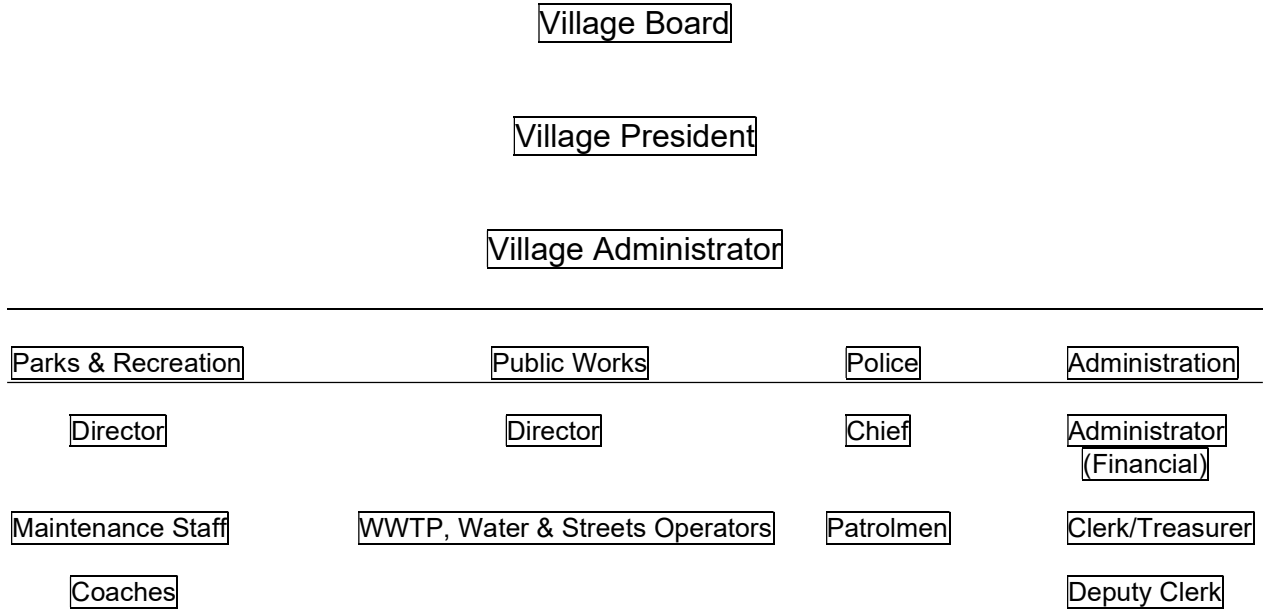 Village Board
Village President
Village Administrator
Parks & Recreation Public Works Police Administration
Director Director Chief Administrator
(Financial)
Maintenance Staff WWTP, Water & Streets Operators Patrolmen Clerk/Treasurer
Coaches Deputy Clerk